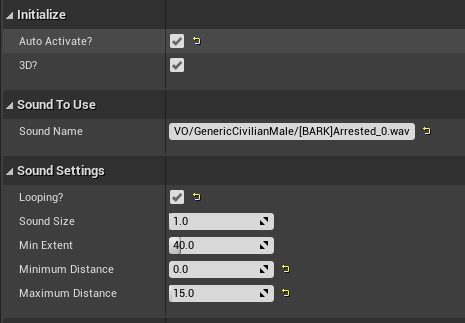 Initialize
Auto Activate?
3D?
Sound To Use
Sound Name VO/GenericCivilianMale/[BARK]Arrested_0.wav
Sound Settings
Looping?
Sound Size 1.0
Min Extent 40.0
Minimum Distance 0.0
Maximum Distance 15.0